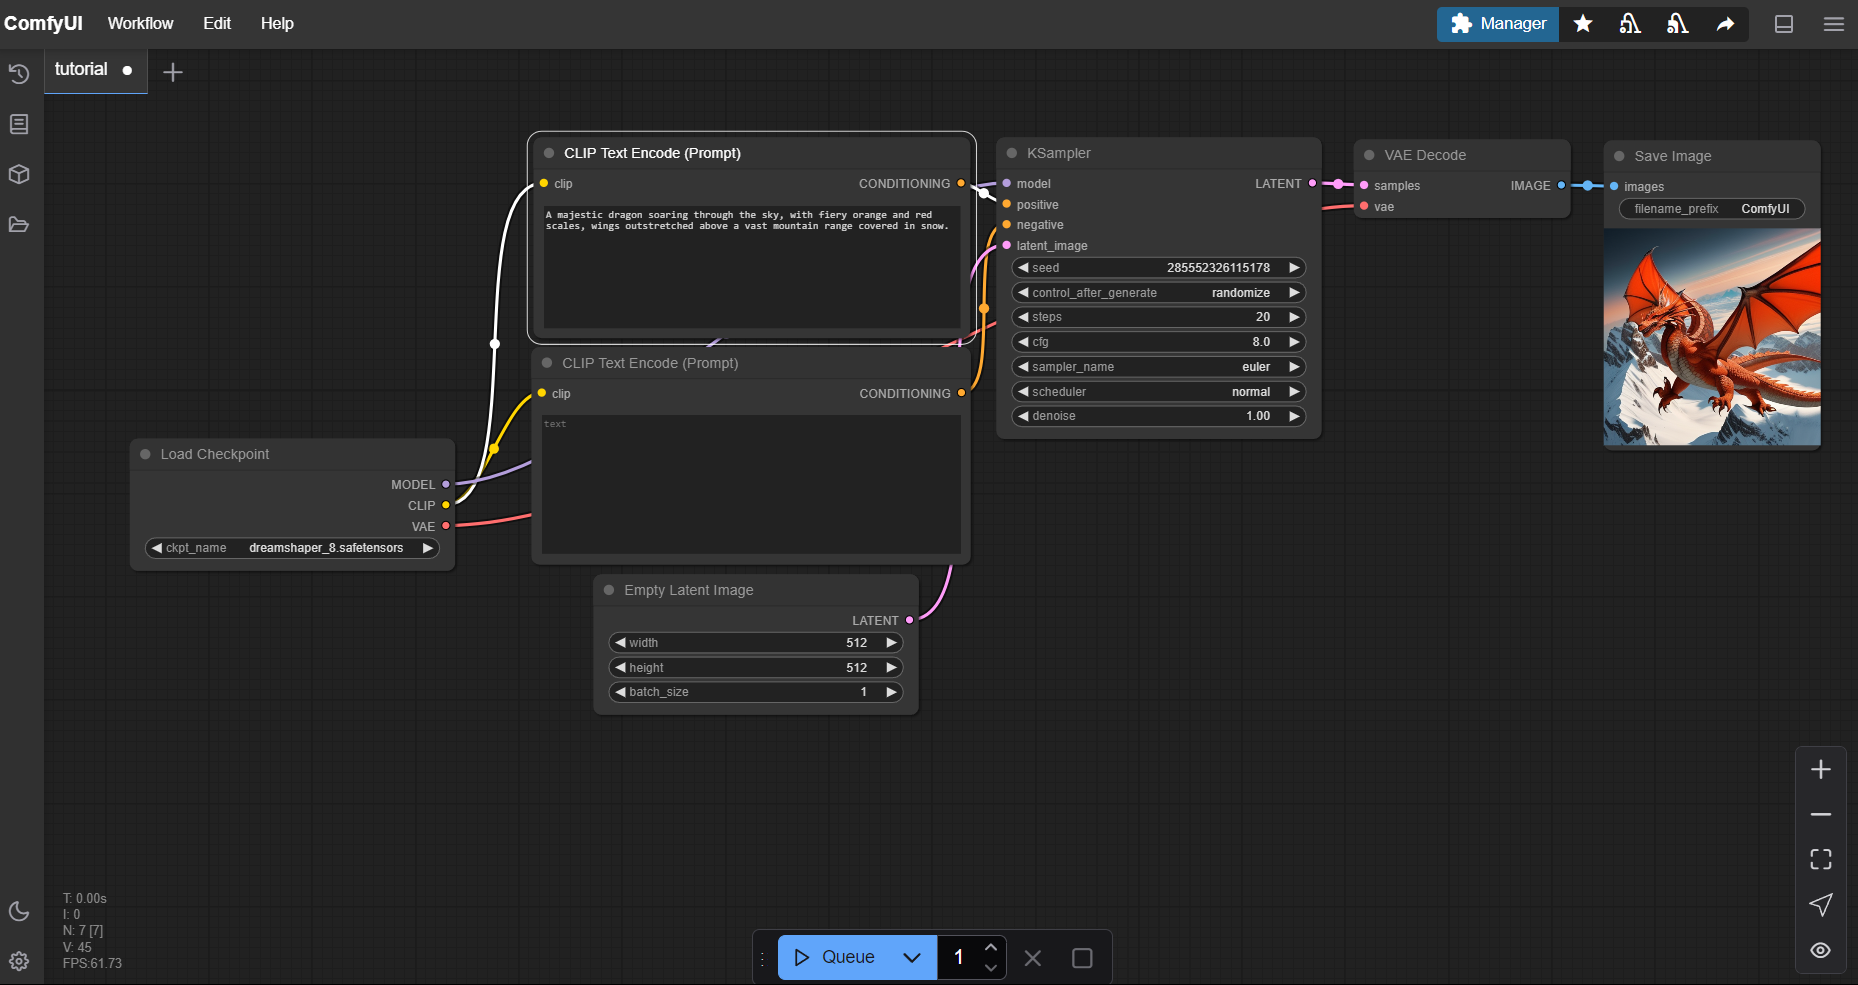 ComfyUI Workflow Edit Help
Manager
tutorial
CLIP Text Encode (Prompt)
clip
CONDITIONING
A majestic dragon soaring through the sky, with fiery orange and red
scales, wings outstretched above a vast mountain range covered in snow.
CLIP Text Encode (Prompt)
clip
CONDITIONING
text
Load Checkpoint
MODEL
CLIP
VAE
ckpt_name dreamshaper_8.safetensors
Empty Latent Image
LATENT
width 512
height 512
batch_size 1
KSampler
model LATENT
positive
negative
latent_image
seed 285552326115178
control_after_generate randomize
steps 20
cfg 8.0
sampler_name euler
scheduler normal
denoise 1.00
VAE Decode
samples IMAGE
vae
Save Image
images
filename_prefix ComfyUI
T: 0.00s
I: 0
N: 7 [7]
V: 45
FPS:61.73
Queue 1